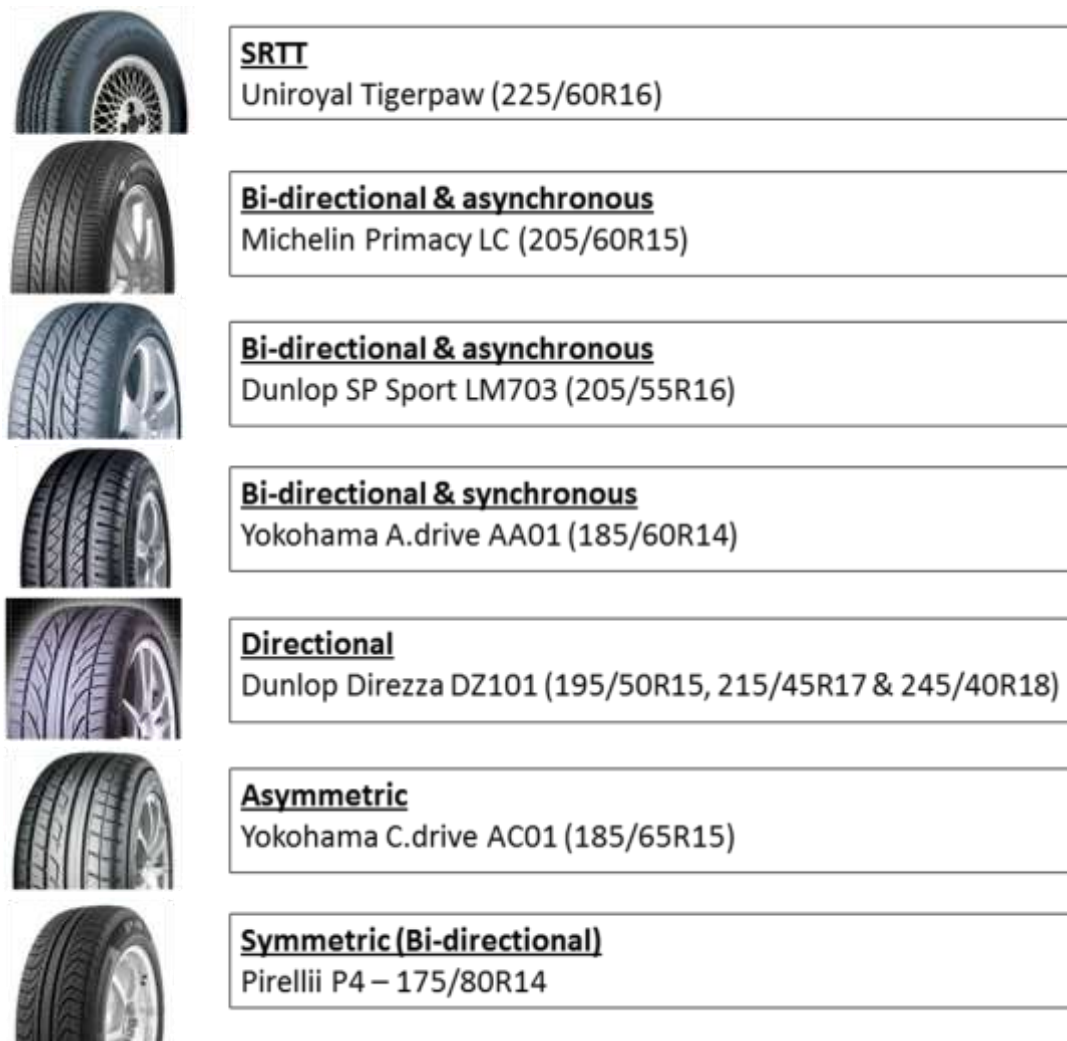 SRTT
Uniroyal Tigerpaw (225/60R16)
Bi-directional & asynchronous
Michelin Primacy LC (205/60R15)
Bi-directional & asynchronous
Dunlop SP Sport LM703 (205/55R16)
Bi-directional & synchronous
Yokohama A.drive AA01 (185/60R14)
Directional
Dunlop Direzza DZ101 (195/50R15, 215/45R17 & 245/40R18)
Asymmetric
Yokohama C.drive AC01 (185/65R15)
Symmetric (Bi-directional)
Pirellii P4 – 175/80R14